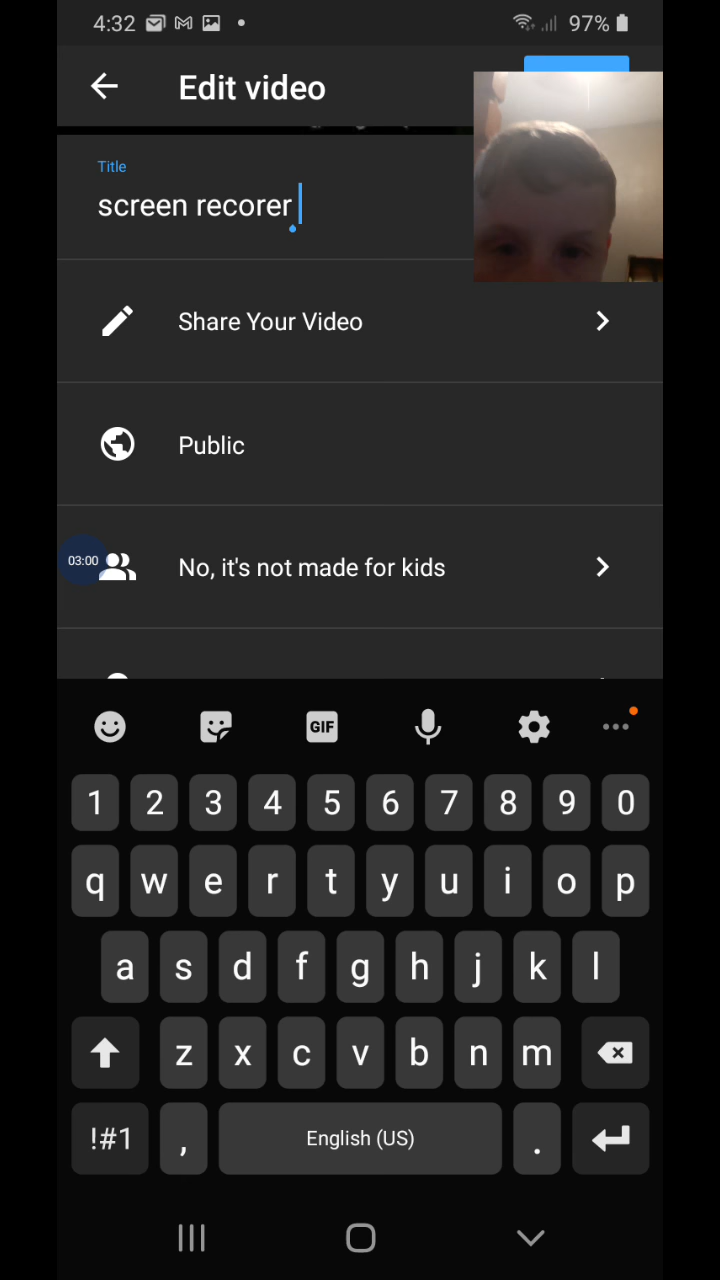 4:32 97%
Edit video
Title
screen recorer
Share Your Video
Public
03:00
No, it's not made for kids
GIF
1 2 3 4 5 6 7 8 9 0
q w e r t y u i o p
a s d f g h j k l
z x c v b n m
!#1 , English (US) .